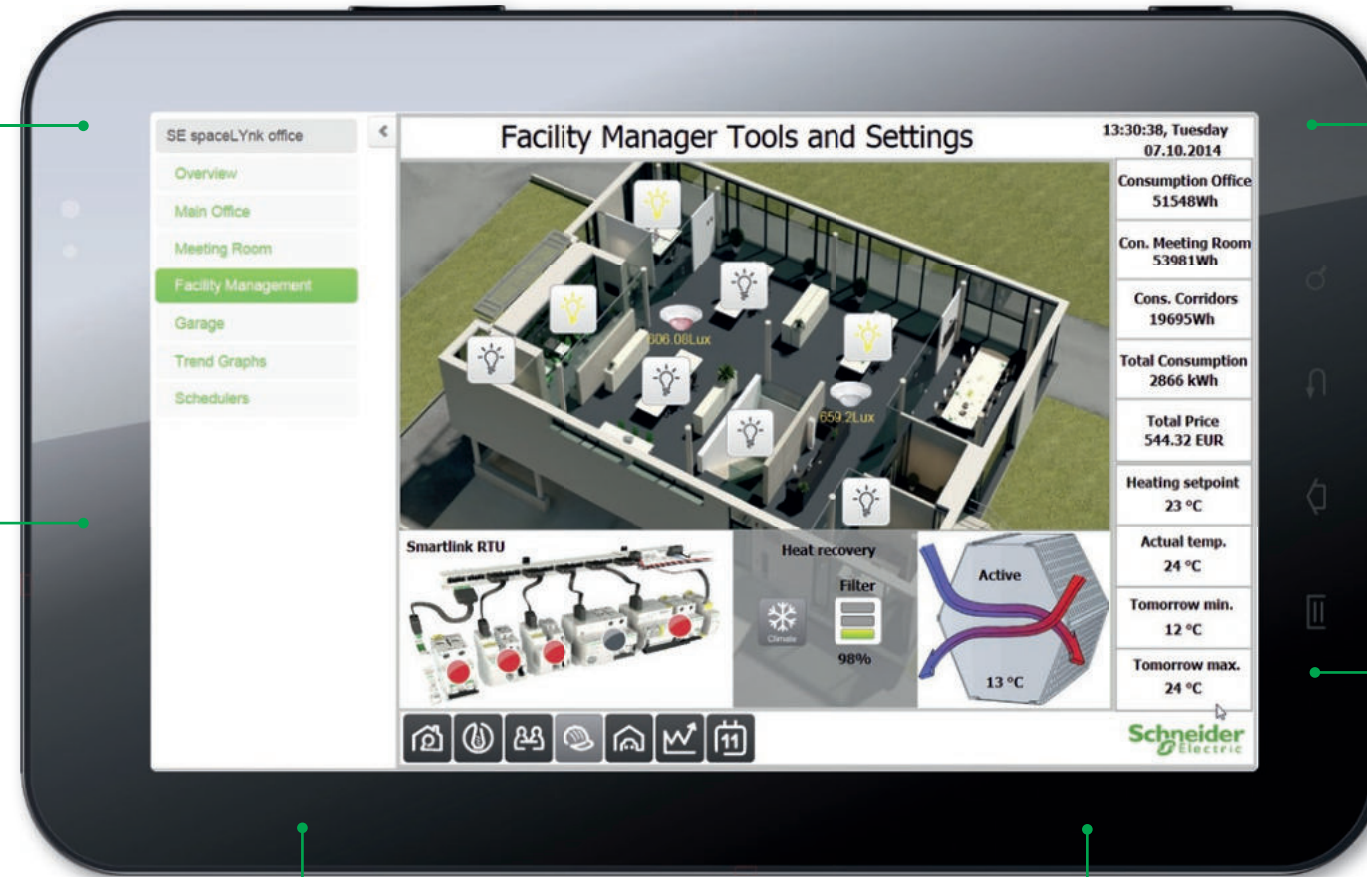 SE spaceLYnk office
Overview
Main Office
Meeting Room
Facility Management
Garage
Trend Graphs
Schedulers
Facility Manager Tools and Settings
13:30:38, Tuesday
07.10.2014
606.08Lux
659.2Lux
Consumption Office
51548Wh
Con. Meeting Room
53981Wh
Cons. Corridors
19695Wh
Total Consumption
2866 kWh
Total Price
544.32 EUR
Heating setpoint
23 °C
Actual temp.
24 °C
Tomorrow min.
12 °C
Tomorrow max.
24 °C
Smartlink RTU
Heat recovery
Filter
Climate
98%
Active
13 °C
11
Schneider
Electric